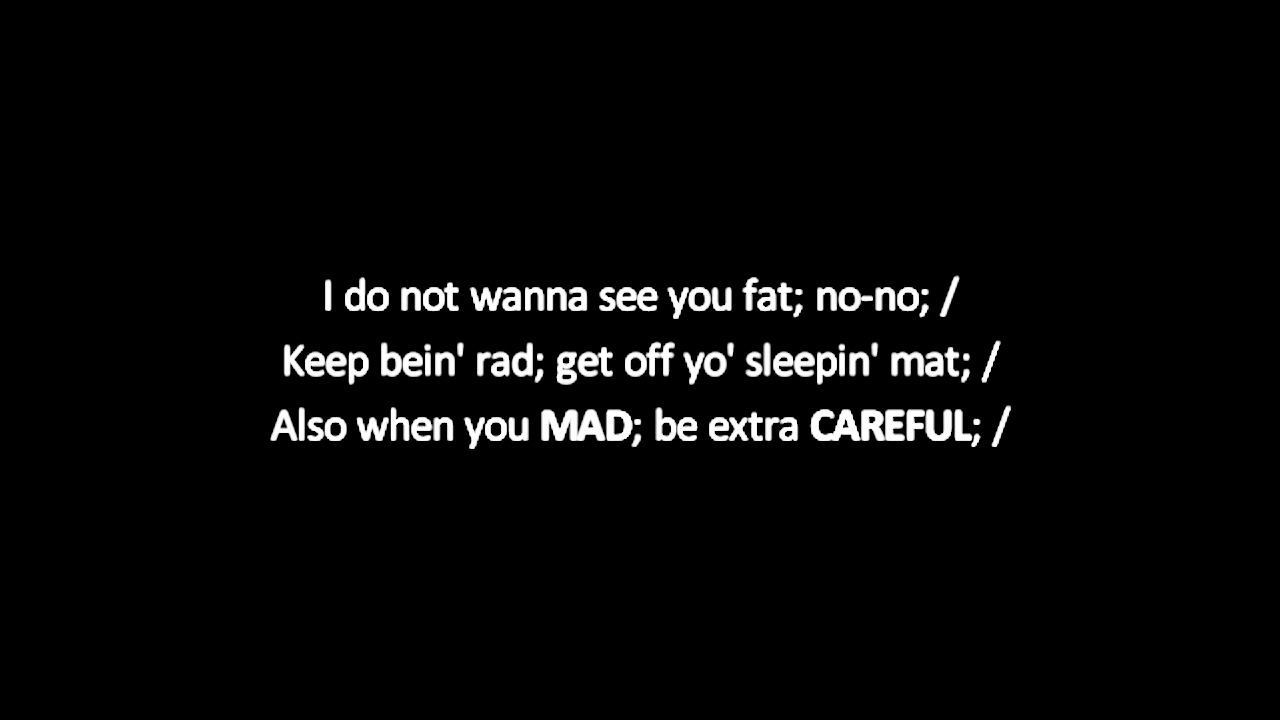 I do not wanna see you fat; no-no; /
Keep bein' rad; get off yo' sleepin' mat; /
Also when you MAD; be extra CAREFUL; /